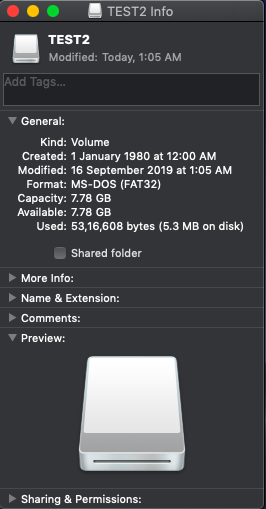 TEST2 Info
TEST2
Modified: Today, 1:05 AM
Add Tags...
General:
Kind: Volume
Created: 1 January 1980 at 12:00 AM
Modified: 16 September 2019 at 1:05 AM
Format: MS-DOS (FAT32)
Capacity: 7.78 GB
Available: 7.78 GB
Used: 53,16,608 bytes (5.3 MB on disk)
Shared folder
More Info:
Name & Extension:
Comments:
Preview:
Sharing & Permissions: